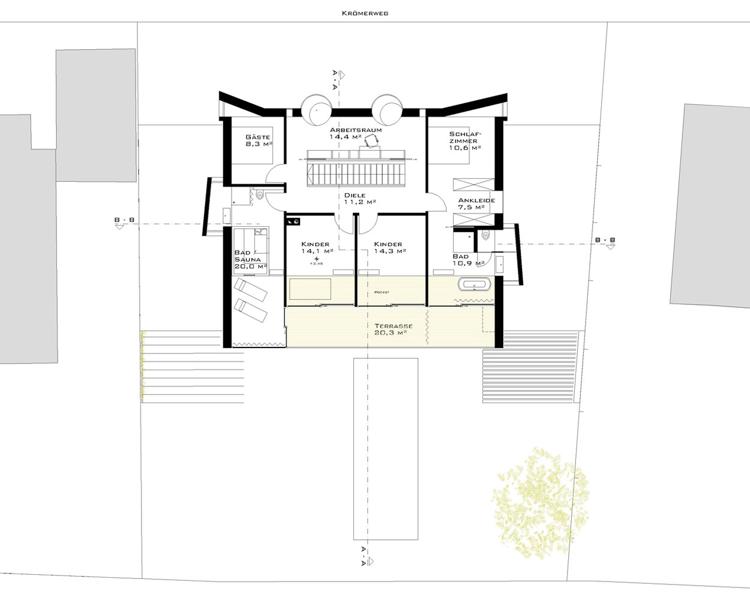 Krömerweg
A - A
Gäste
8,3 m²
Arbeitsraum
14,4 m²
Schlaf-
zimmer
10,6 m²
Diele
11,2 m²
Ankleide
7,5 m²
B - B
Bad
Sauna
20,0 m²
Kinder
14,1 m²
Kinder
14,3 m²
Bad
10,9 m²
B - B
Terrasse
20,3 m²
A - A